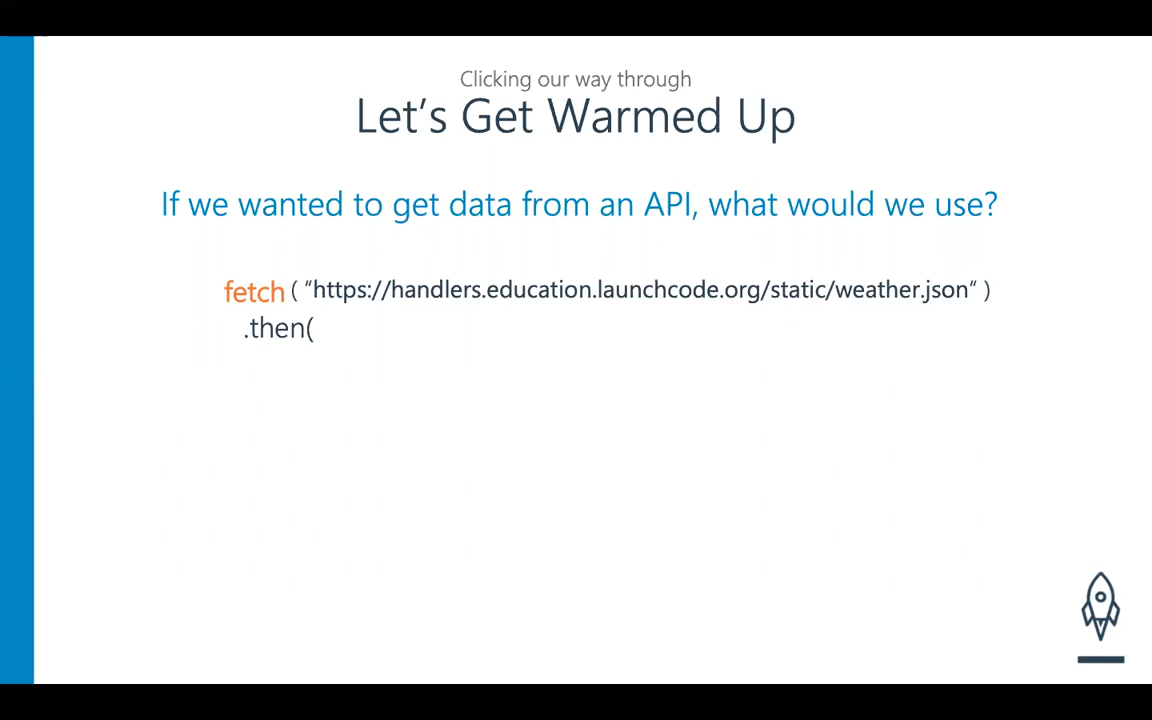 Clicking our way through
Let's Get Warmed Up
If we wanted to get data from an API, what would we use?
fetch ( “https://handlers.education.launchcode.org/static/weather.json“ )
.then(